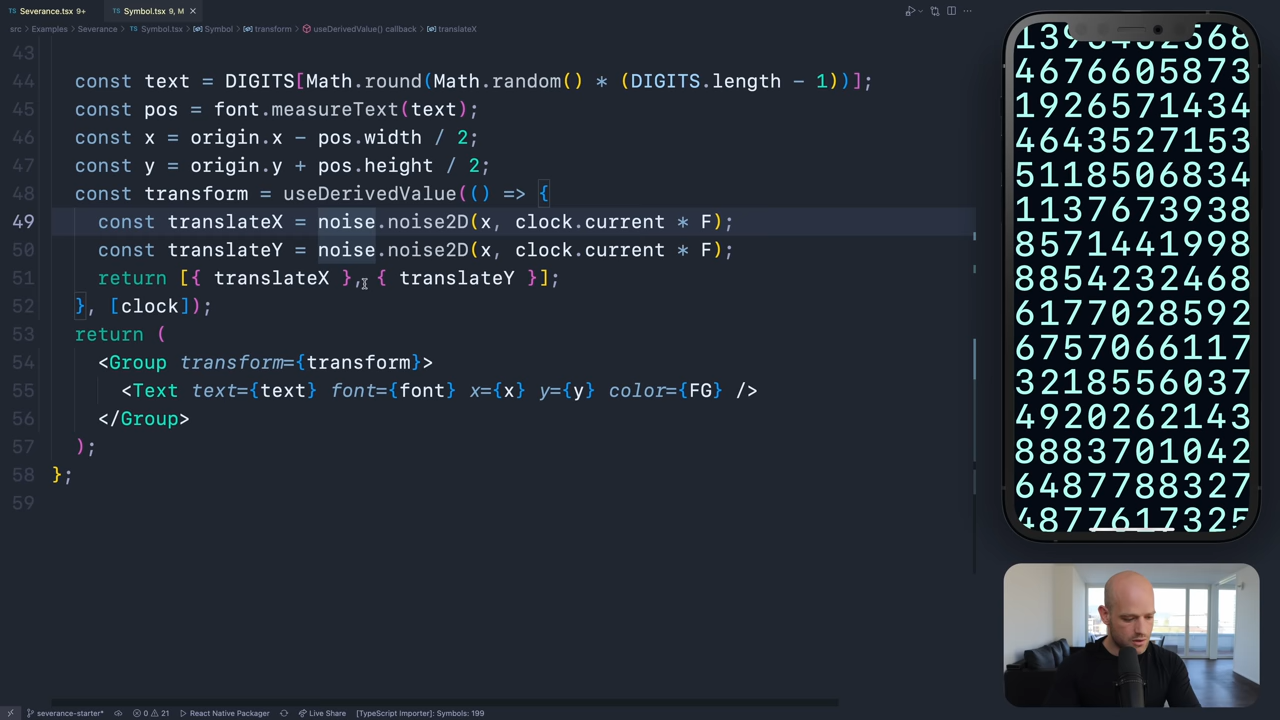 Severance.tsx 9+
Symbol.tsx 9, M
src > Examples > Severance > Symbol.tsx > Symbol > transform > useDerivedValue() callback > translateX
43
44 const text = DIGITS[Math.round(Math.random() * (DIGITS.length - 1))];
45 const pos = font.measureText(text);
46 const x = origin.x - pos.width / 2;
47 const y = origin.y + pos.height / 2;
48 const transform = useDerivedValue(() => {
49 const translateX = noise.noise2D(x, clock.current * F);
50 const translateY = noise.noise2D(x, clock.current * F);
51 return [{ translateX }, { translateY }];
52 }, [clock]);
53 return (
54 <Group transform={transform}>
55 <Text text={text} font={font} x={x} y={y} color={FG} />
56 </Group>
57 );
58 };
59
4676605873
1926571434
4643527153
5118506834
1137673938
8571441998
8854232468
6177028592
6757066117
3218556037
4920262143
8883701042
6487788327
4877617325
severance-starter* 0 21 React Native Packager Live Share [TypeScript Importer]: Symbols: 199